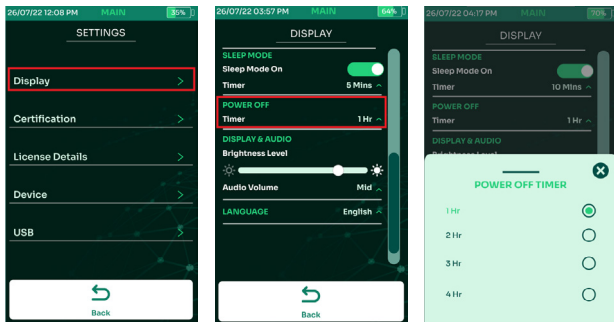 26/07/22 12:08 PM MAIN 35%
SETTINGS
Display >
Certification >
License Details >
Device >
USB >
Back
26/07/22 03:57 PM MAIN 64%
DISPLAY
SLEEP MODE
Sleep Mode On
Timer 5 Mins
POWER OFF
Timer 1 Hr
DISPLAY & AUDIO
Brightness Level
Audio Volume Mid
LANGUAGE English
Back
26/07/22 04:17 PM MAIN 70%
DISPLAY
SLEEP MODE
Sleep Mode On
Timer 10 Mins
POWER OFF
Timer 1 Hr
DISPLAY & AUDIO
Brightness Level
POWER OFF TIMER
1 Hr
2 Hr
3 Hr
4 Hr